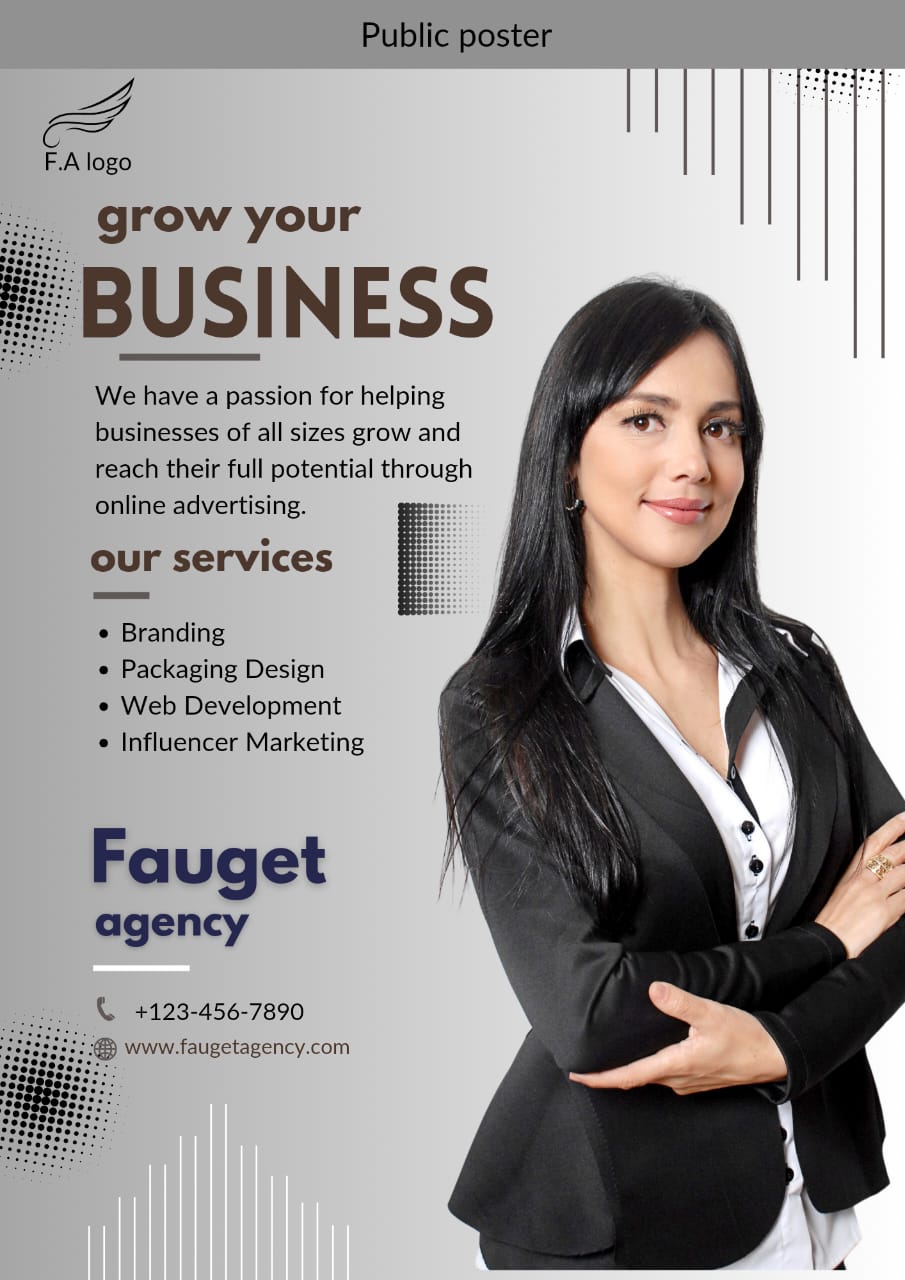 Public poster
F.A logo
grow your
BUSINESS
We have a passion for helping
businesses of all sizes grow and
reach their full potential through
online advertising.
our services
• Branding
• Packaging Design
• Web Development
• Influencer Marketing
Fauget
agency
+123-456-7890
www.faugetagency.com